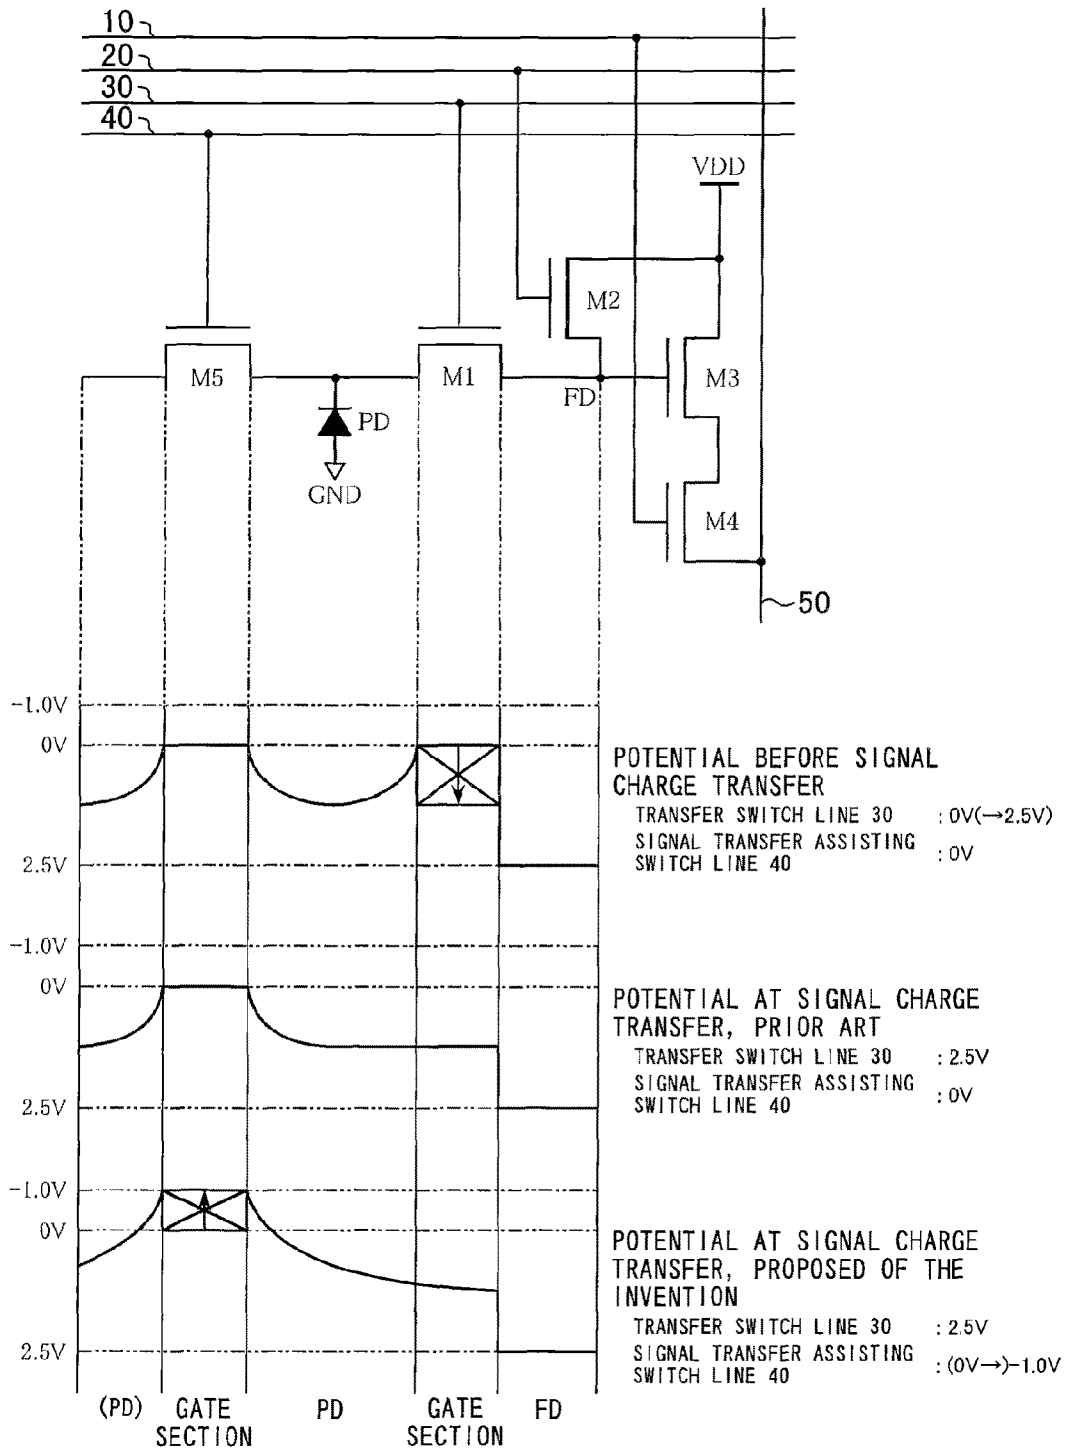 10
20
30
40
VDD
M2
M5
M1
M3
FD
PD
GND
M4
50
-1.0V
0V
2.5V
POTENTIAL BEFORE SIGNAL
CHARGE TRANSFER
TRANSFER SWITCH LINE 30 : 0V(→2.5V)
SIGNAL TRANSFER ASSISTING
SWITCH LINE 40 : 0V
-1.0V
0V
2.5V
POTENTIAL AT SIGNAL CHARGE
TRANSFER, PRIOR ART
TRANSFER SWITCH LINE 30 : 2.5V
SIGNAL TRANSFER ASSISTING
SWITCH LINE 40 : 0V
-1.0V
0V
2.5V
POTENTIAL AT SIGNAL CHARGE
TRANSFER, PROPOSED OF THE
INVENTION
TRANSFER SWITCH LINE 30 : 2.5V
SIGNAL TRANSFER ASSISTING
SWITCH LINE 40 : (0V→)-1.0V
(PD)
GATE
SECTION
PD
GATE
SECTION
FD